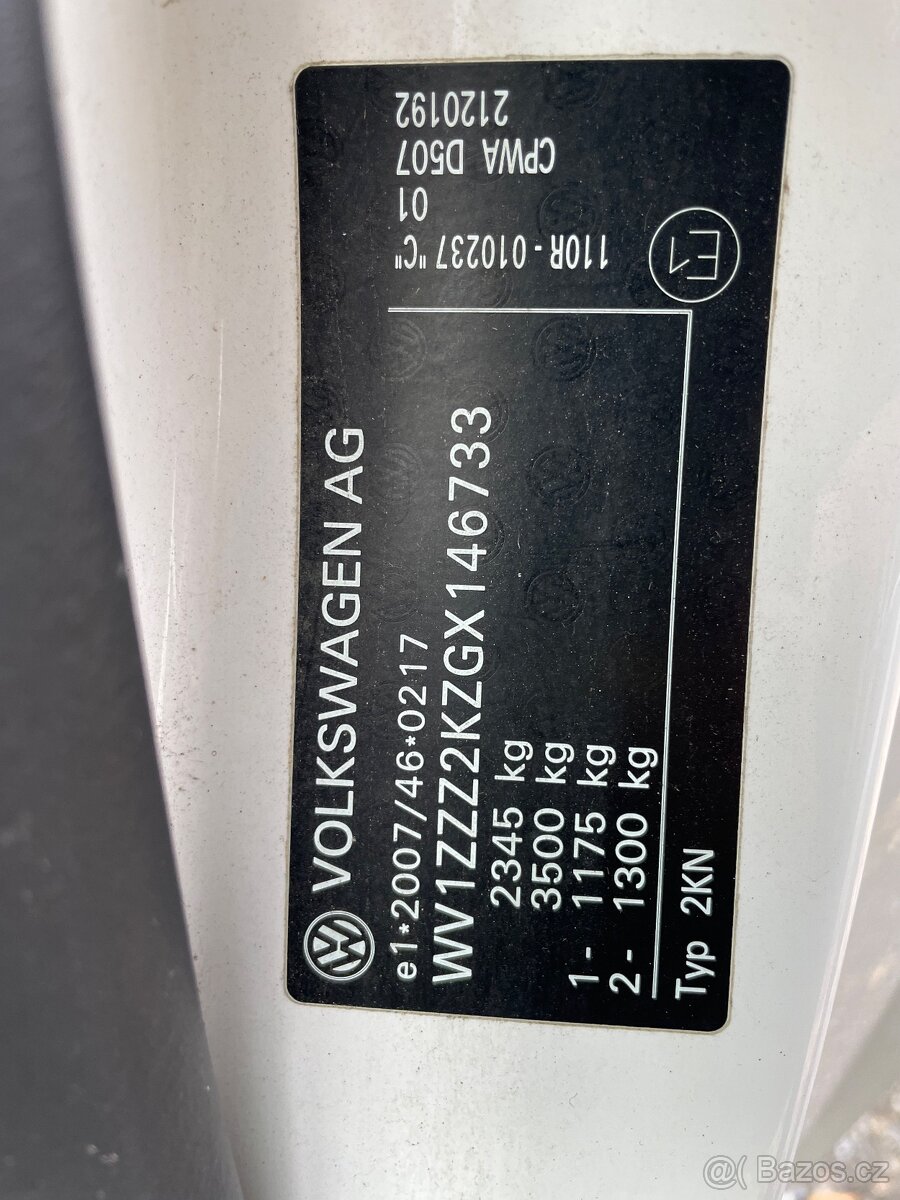 VOLKSWAGEN AG
e1*2007/46*0217
WV1ZZZ2KZGX146733
2345 kg
3500 kg
1- 1175 kg
2- 1300 kg
Typ 2KN
E1
110R-010237"C"
01
CPWA D507
2120192
@( Bazos.cz